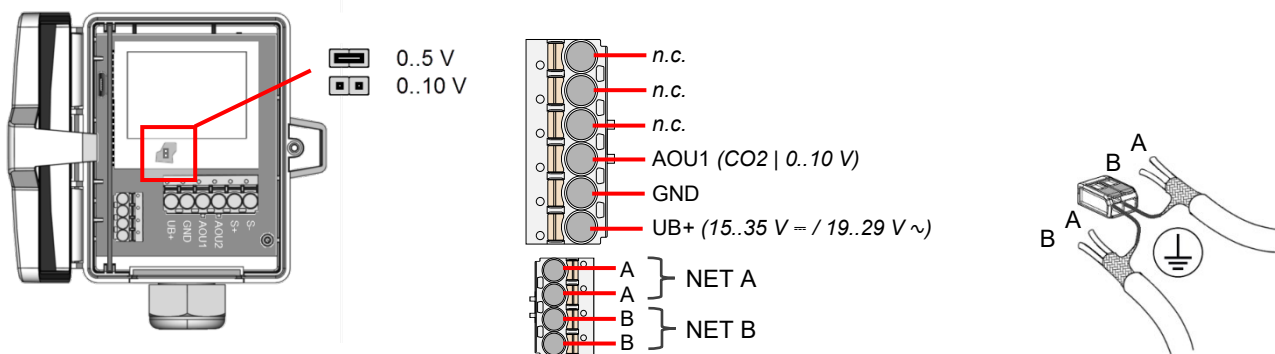 0..5 V
0..10 V
UB+
GND
AOU1
AOU2
S+
S-
n.c.
n.c.
n.c.
AOU1 (CO2 | 0..10 V)
GND
UB+ (15..35 V ⎓ / 19..29 V ~)
A
A
NET A
B
B
NET B
A
B
A
B